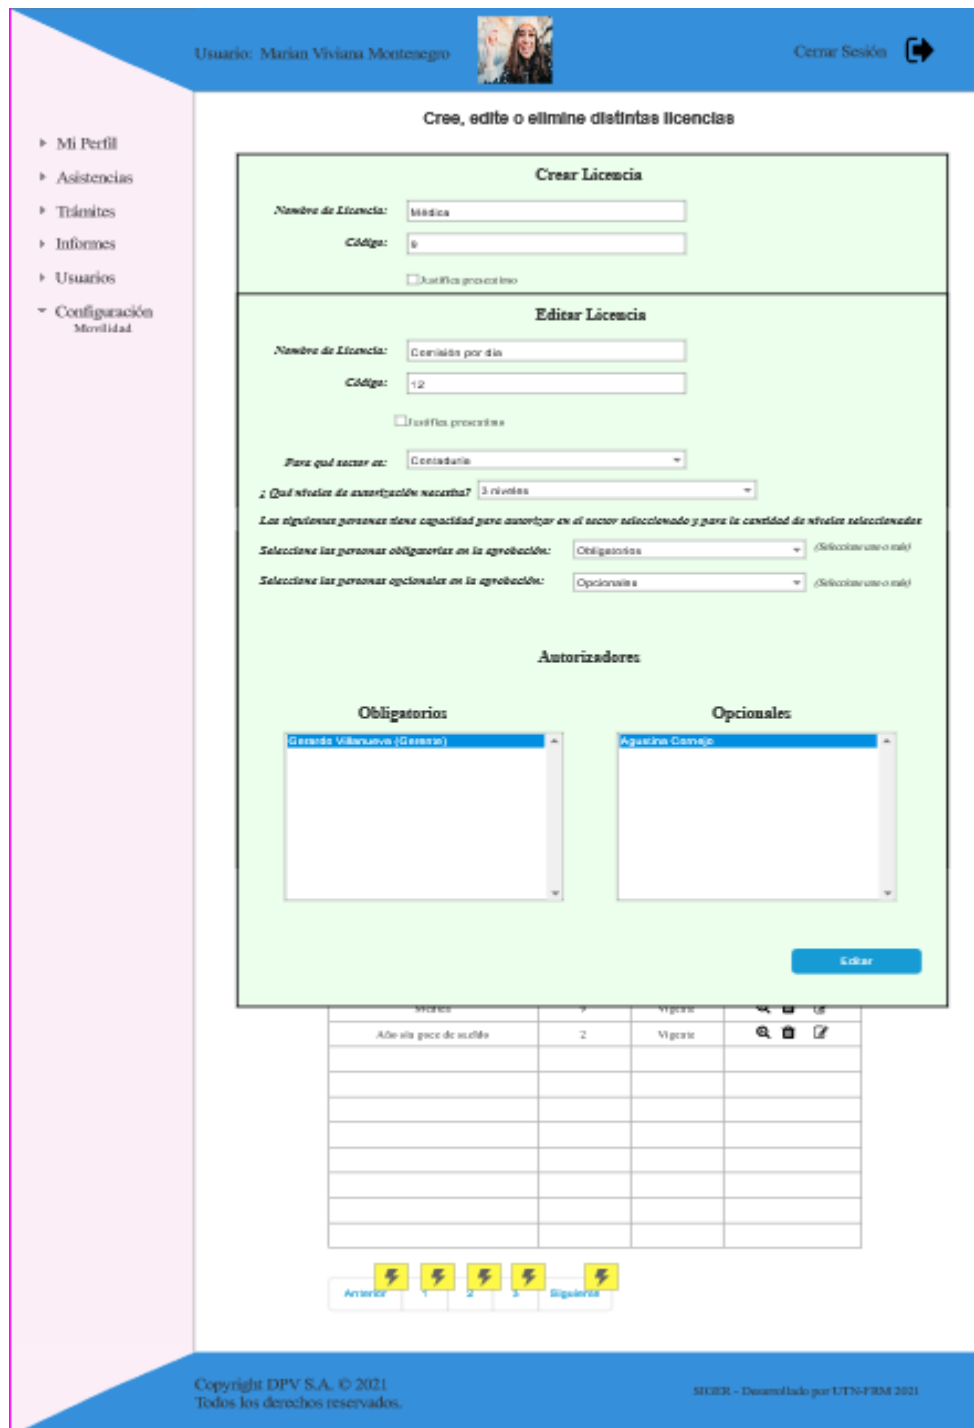 Usuario: Marian Viviana Montenegro
Cerrar Sesión
Cree, edite o elimine distintas licencias
Mi Perfil
Asistencias
Trámites
Informes
Usuarios
Configuración
Movilidad
Crear Licencia
Nombre de Licencia: Médica
Código: 9
Justifica presentismo
Editar Licencia
Nombre de Licencia: Comisión por día
Código: 12
Justifica presentismo
Para qué sector es: Contaduría
¿Qué niveles de autorización necesita? 3 niveles
Las siguientes personas tiene capacidad para autorizar en el sector seleccionado y para la cantidad de niveles seleccionados
Seleccione las personas obligatorias en la aprobación: Obligatorios (Seleccione uno o más)
Seleccione las personas opcionales en la aprobación: Opcionales (Seleccione uno o más)
Autorizadores
Obligatorios Opcionales
Gerardo Villanueva (Gerente) Agustina Cornejo
Editar
Médica 9 Vigente
Año sin goce de sueldo 2 Vigente
Anterior 1 2 3 Siguiente
Copyright DPV S.A. © 2021
Todos los derechos reservados.
SIGER - Desarrollado por UTN-FRM 2021